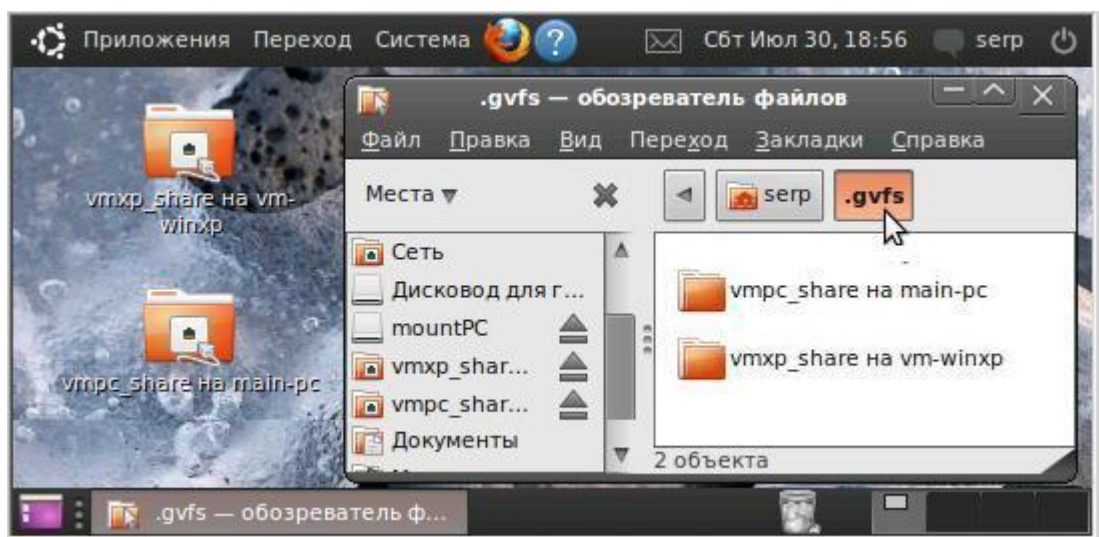 Приложения Переход Система ? Сбт Июл 30, 18:56 serp
vmxp_share на vm-
winxp
vmpc_share на main-pc
.gvfs — обозреватель файлов
Файл Правка Вид Переход Закладки Справка
Места serp .gvfs
Сеть
Дисковод для г...
mountPC
vmxp_shar...
vmpc_shar...
Документы
vmpc_share на main-pc
vmxp_share на vm-winxp
2 объекта
.gvfs — обозреватель ф...